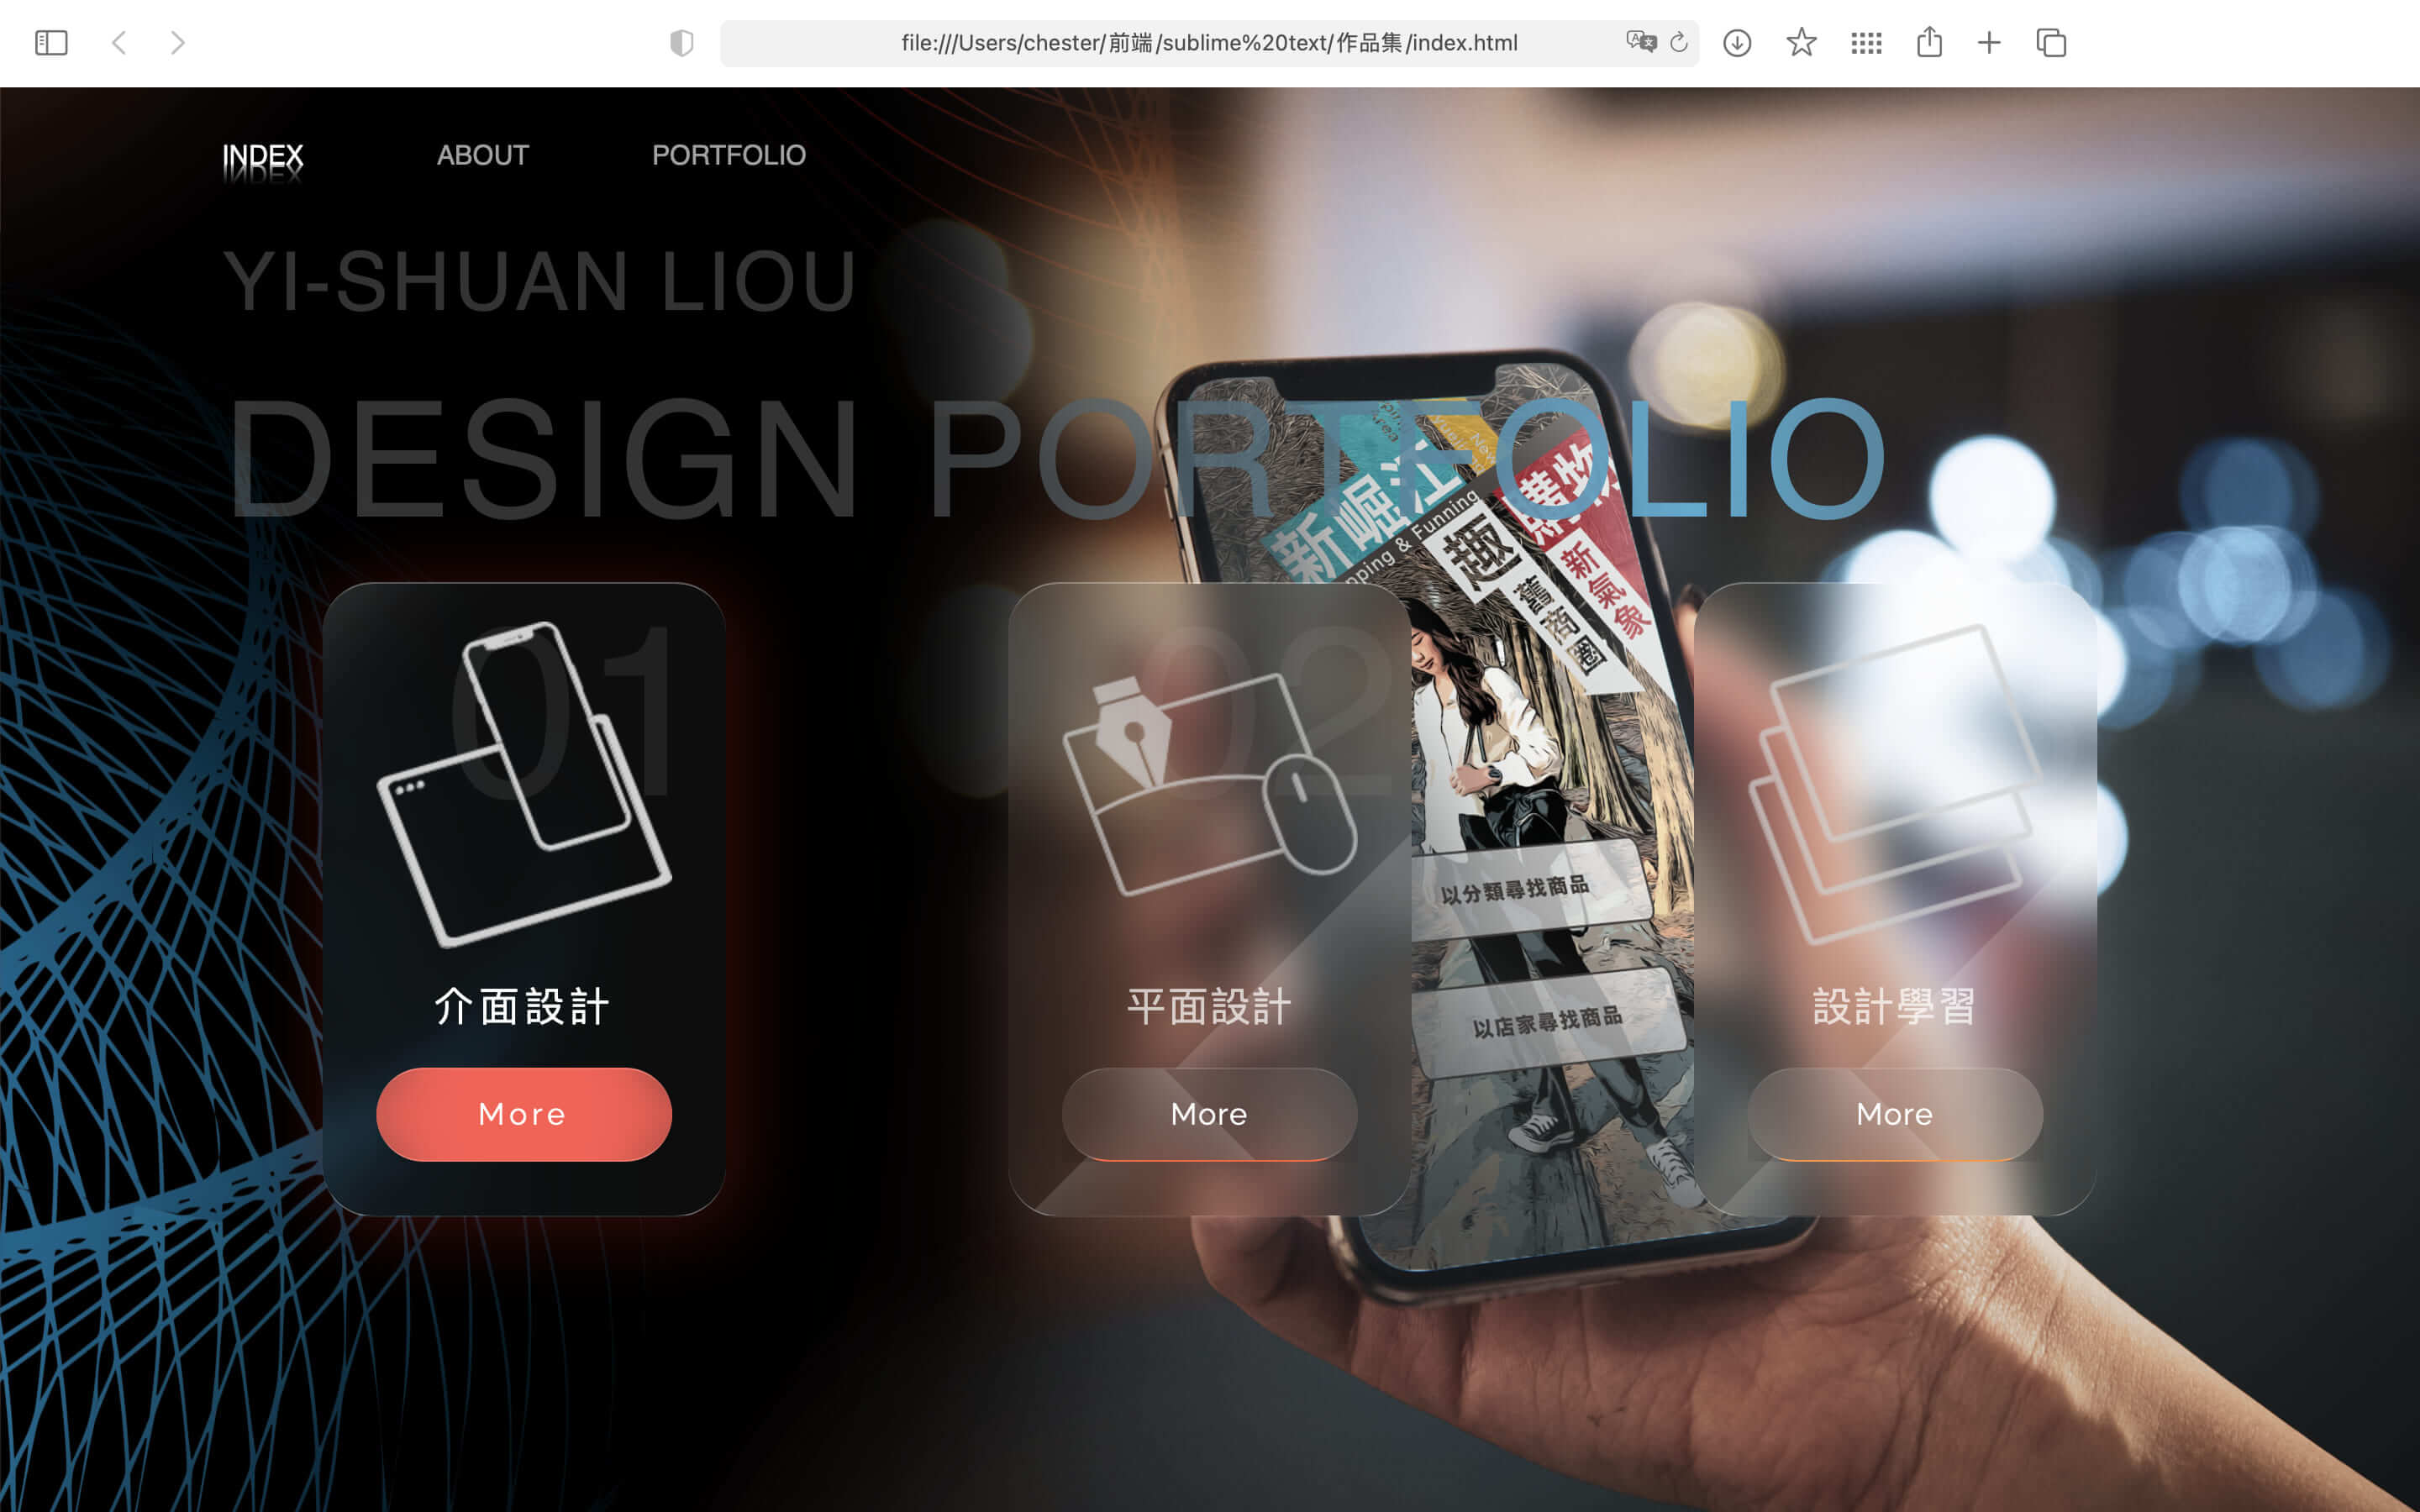 file:///Users/chester/前端/sublime%20text/作品集/index.html
INDEX
ABOUT
PORTFOLIO
YI-SHUAN LIOU
DESIGN PORTFOLIO
新崛江
pping & Funning
購物
趣
新氣象
舊商圈
01
02
以分類尋找商品
以店家尋找商品
介面設計
平面設計
設計學習
More
More
More